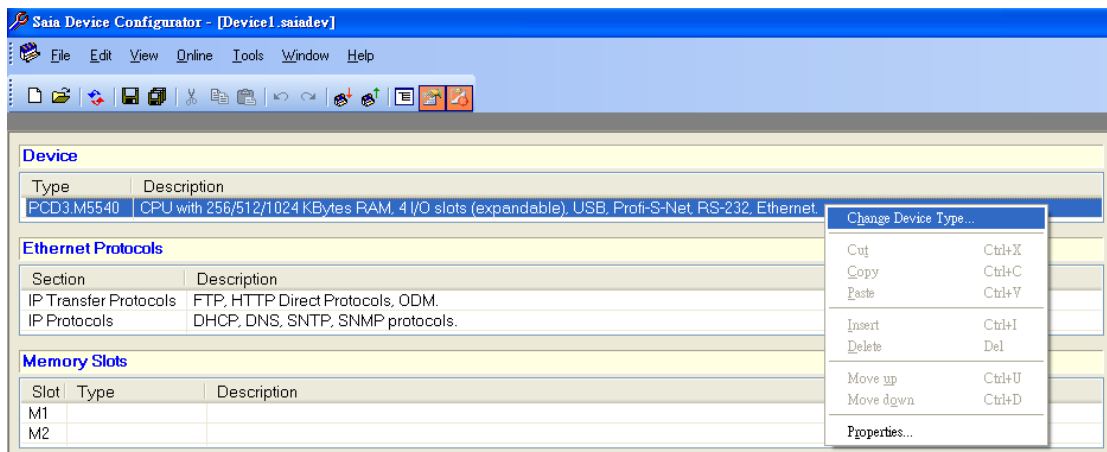 Saia Device Configurator - [Device1.saiadev]
File Edit View Online Tools Window Help
Device
Type Description
PCD3.M5540 CPU with 256/512/1024 KBytes RAM, 4 I/O slots (expandable), USB, Profi-S-Net, RS-232, Ethernet.
Change Device Type...
Cut Ctrl+X
Copy Ctrl+C
Paste Ctrl+V
Insert Ctrl+I
Delete Del
Move up Ctrl+U
Move down Ctrl+D
Properties...
Ethernet Protocols
Section Description
IP Transfer Protocols FTP, HTTP Direct Protocols, ODM.
IP Protocols DHCP, DNS, SNTP, SNMP protocols.
Memory Slots
Slot Type Description
M1
M2